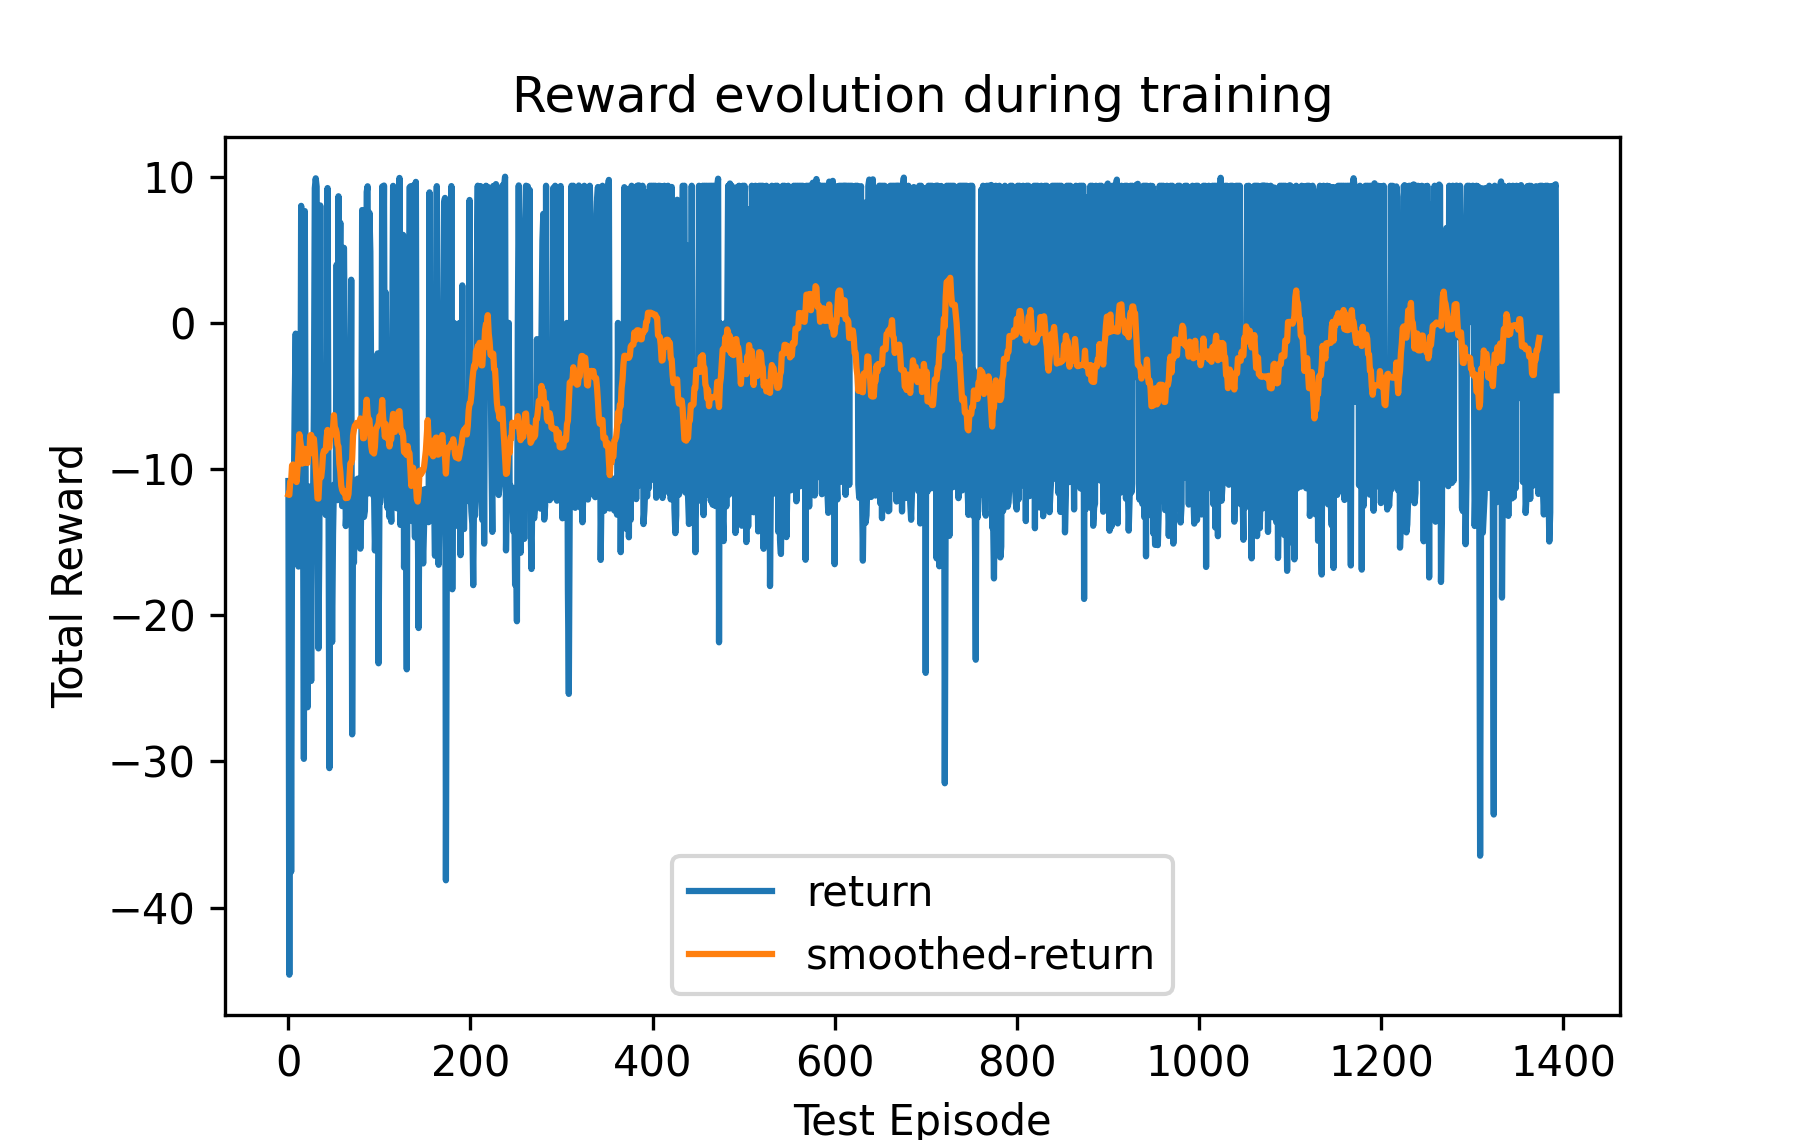 Reward evolution during training
10
0
−10
−20
−30
−40
Total Reward
return
smoothed-return
0 200 400 600 800 1000 1200 1400
Test Episode